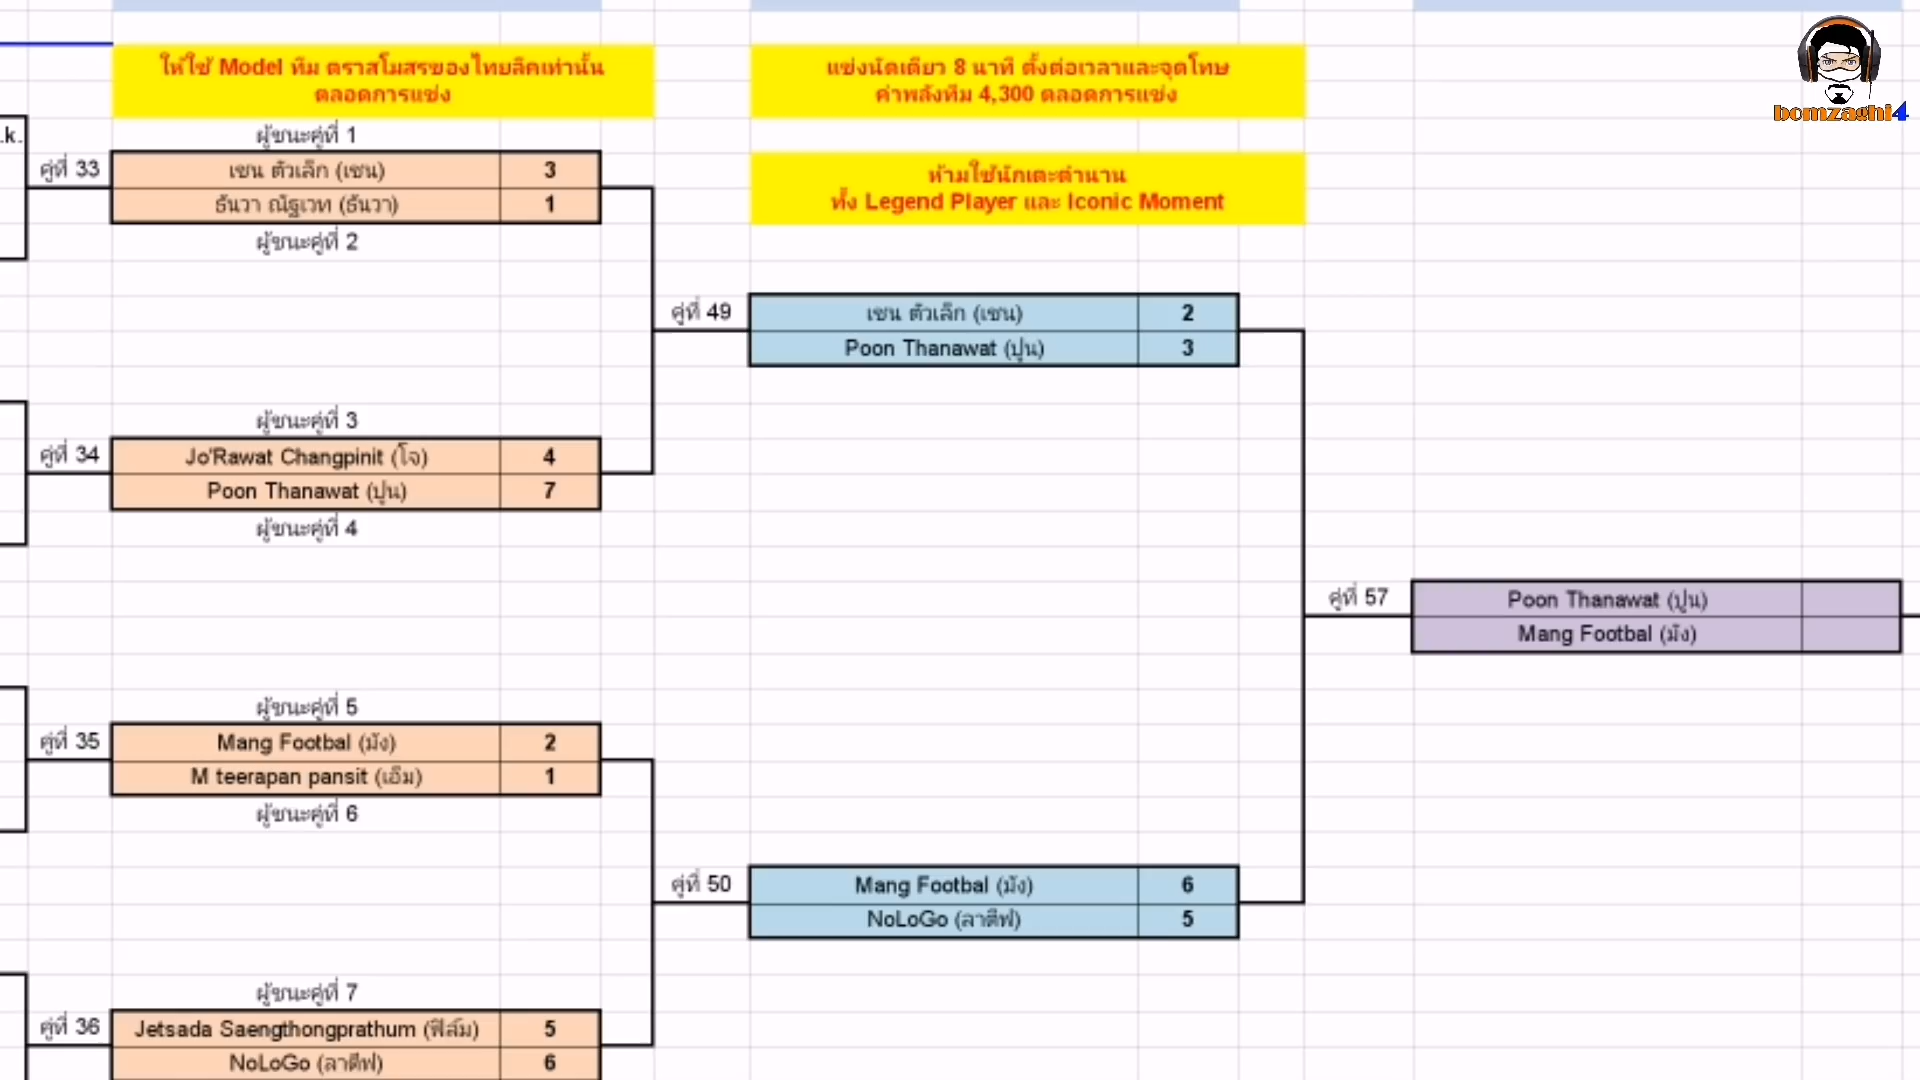 ให้ใช้ Model ทีม ตราสโมสรของไทยลีคเท่านั้น
ตลอดการแข่ง
แข่งนัดเดียว 8 นาที ตั้งต่อเวลาและจุดโทษ
ค่าพลังทีม 4,300 ตลอดการแข่ง
bomzaghi4
.k.
ผู้ชนะคู่ที่ 1
คู่ที่ 33
เชน ตัวเล็ก (เชน) 3
ธันวา ณัฐเวท (ธันวา) 1
ผู้ชนะคู่ที่ 2
ห้ามใช้นักเตะตำนาน
ทั้ง Legend Player และ Iconic Moment
คู่ที่ 49
เชน ตัวเล็ก (เชน) 2
Poon Thanawat (ปูน) 3
ผู้ชนะคู่ที่ 3
คู่ที่ 34
Jo'Rawat Changpinit (โจ) 4
Poon Thanawat (ปูน) 7
ผู้ชนะคู่ที่ 4
คู่ที่ 57
Poon Thanawat (ปูน)
Mang Footbal (มัง)
ผู้ชนะคู่ที่ 5
คู่ที่ 35
Mang Footbal (มัง) 2
M teerapan pansit (เอ็ม) 1
ผู้ชนะคู่ที่ 6
คู่ที่ 50
Mang Footbal (มัง) 6
NoLoGo (ลาตีฟ) 5
ผู้ชนะคู่ที่ 7
คู่ที่ 36
Jetsada Saengthongprathum (ฟิล์ม) 5
NoLoGo (ลาตีฟ) 6